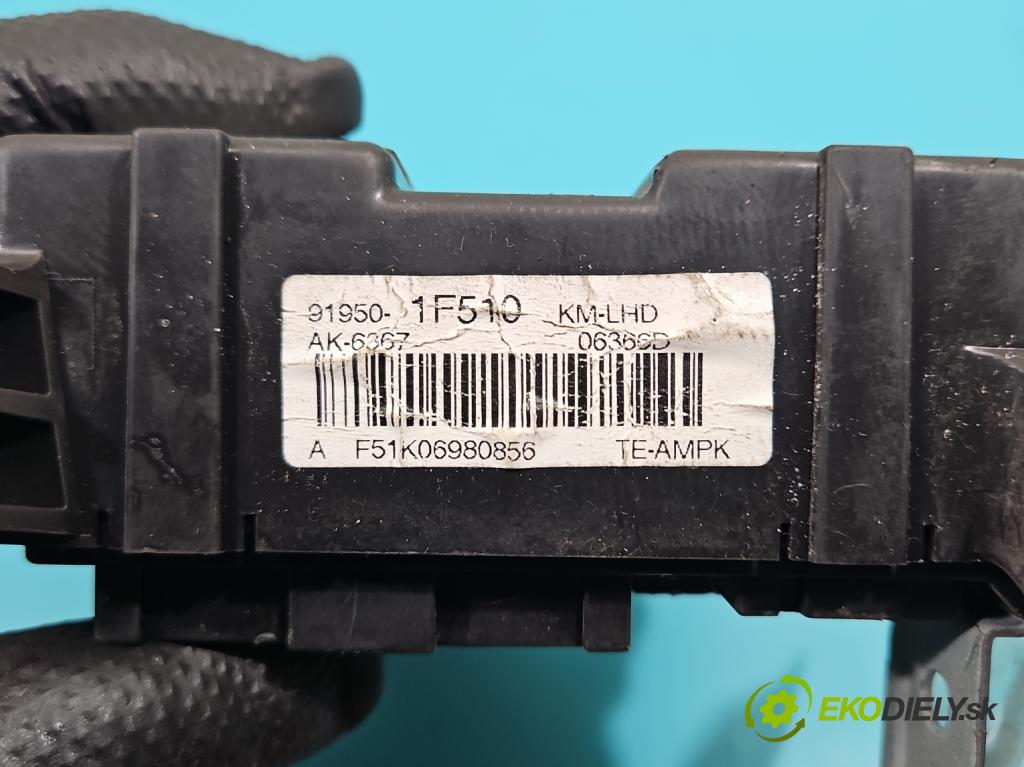 91950- 1F510 KM-LHD
AK-6367 06366D
A F51K06980856 TE-AMPK
EKODIELY.sk